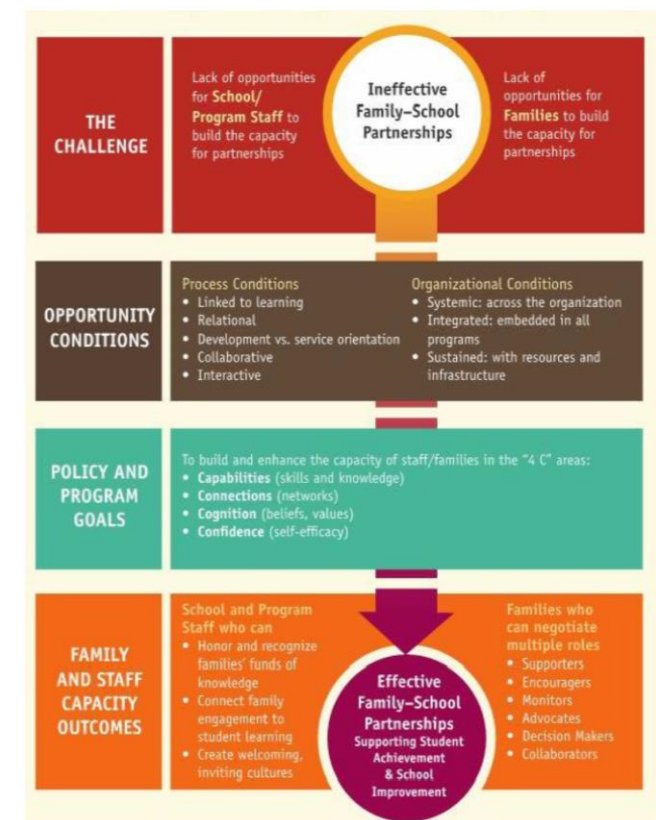 THE
CHALLENGE
Lack of opportunities
for School/
Program Staff to
build the capacity
for partnerships
Ineffective
Family–School
Partnerships
Lack of
opportunities for
Families to build
the capacity for
partnerships
OPPORTUNITY
CONDITIONS
Process Conditions
• Linked to learning
• Relational
• Development vs. service orientation
• Collaborative
• Interactive
Organizational Conditions
• Systemic: across the organization
• Integrated: embedded in all
programs
• Sustained: with resources and
infrastructure
POLICY AND
PROGRAM
GOALS
To build and enhance the capacity of staff/families in the “4 C” areas:
• Capabilities (skills and knowledge)
• Connections (networks)
• Cognition (beliefs, values)
• Confidence (self-efficacy)
FAMILY
AND STAFF
CAPACITY
OUTCOMES
School and Program
Staff who can
• Honor and recognize
families’ funds of
knowledge
• Connect family
engagement to
student learning
• Create welcoming,
inviting cultures
Effective
Family–School
Partnerships
Supporting Student
Achievement
& School
Improvement
Families who
can negotiate
multiple roles
• Supporters
• Encouragers
• Monitors
• Advocates
• Decision Makers
• Collaborators